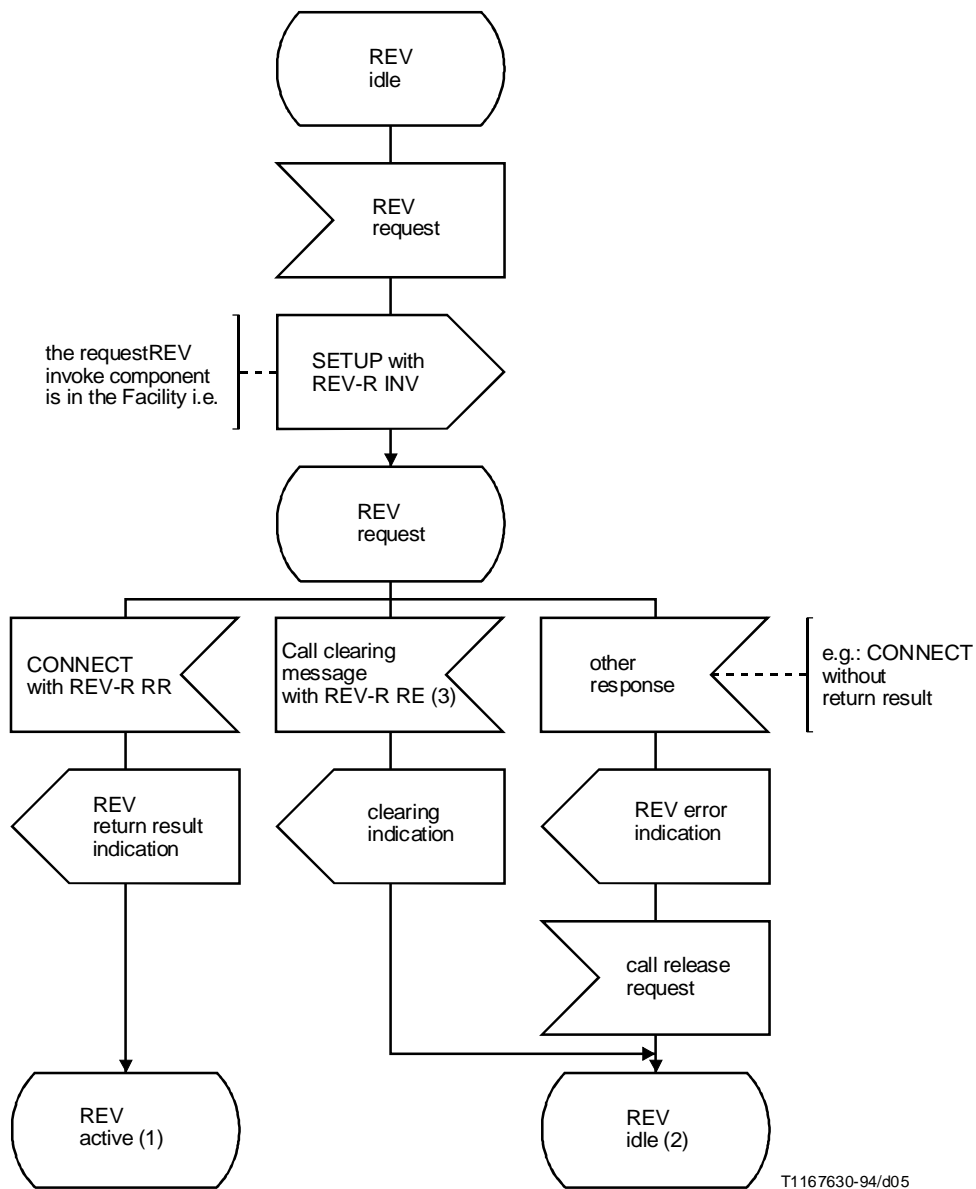 REV
idle
REV
request
the requestREV
invoke component
is in the Facility i.e.
SETUP with
REV-R INV
REV
request
CONNECT
with REV-R RR
Call clearing
message
with REV-R RE (3)
other
response
e.g.: CONNECT
without
return result
REV
return result
indication
clearing
indication
REV error
indication
call release
request
REV
active (1)
REV
idle (2)
T1167630-94/d05